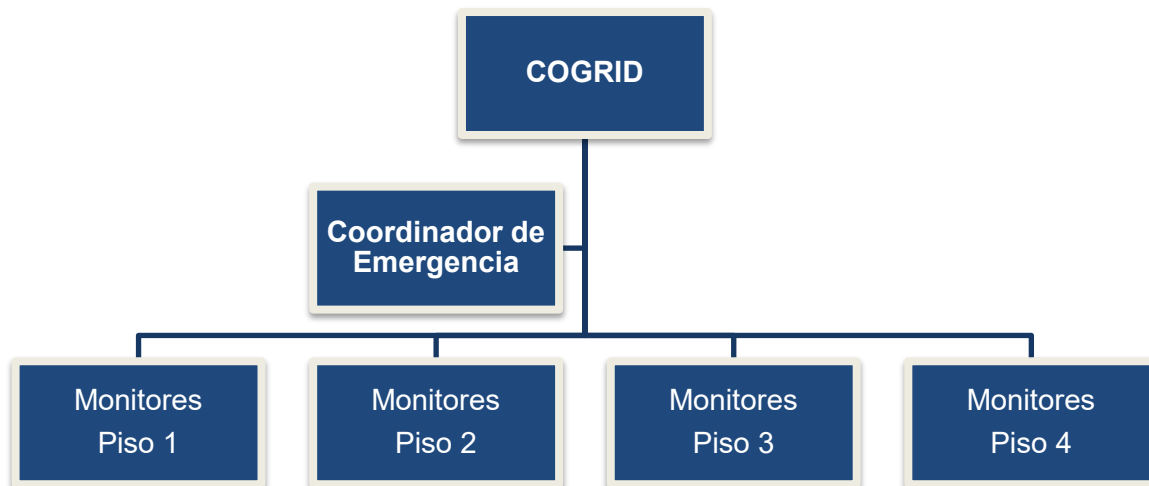 COGRID
Coordinador de
Emergencia
Monitores
Piso 1
Monitores
Piso 2
Monitores
Piso 3
Monitores
Piso 4